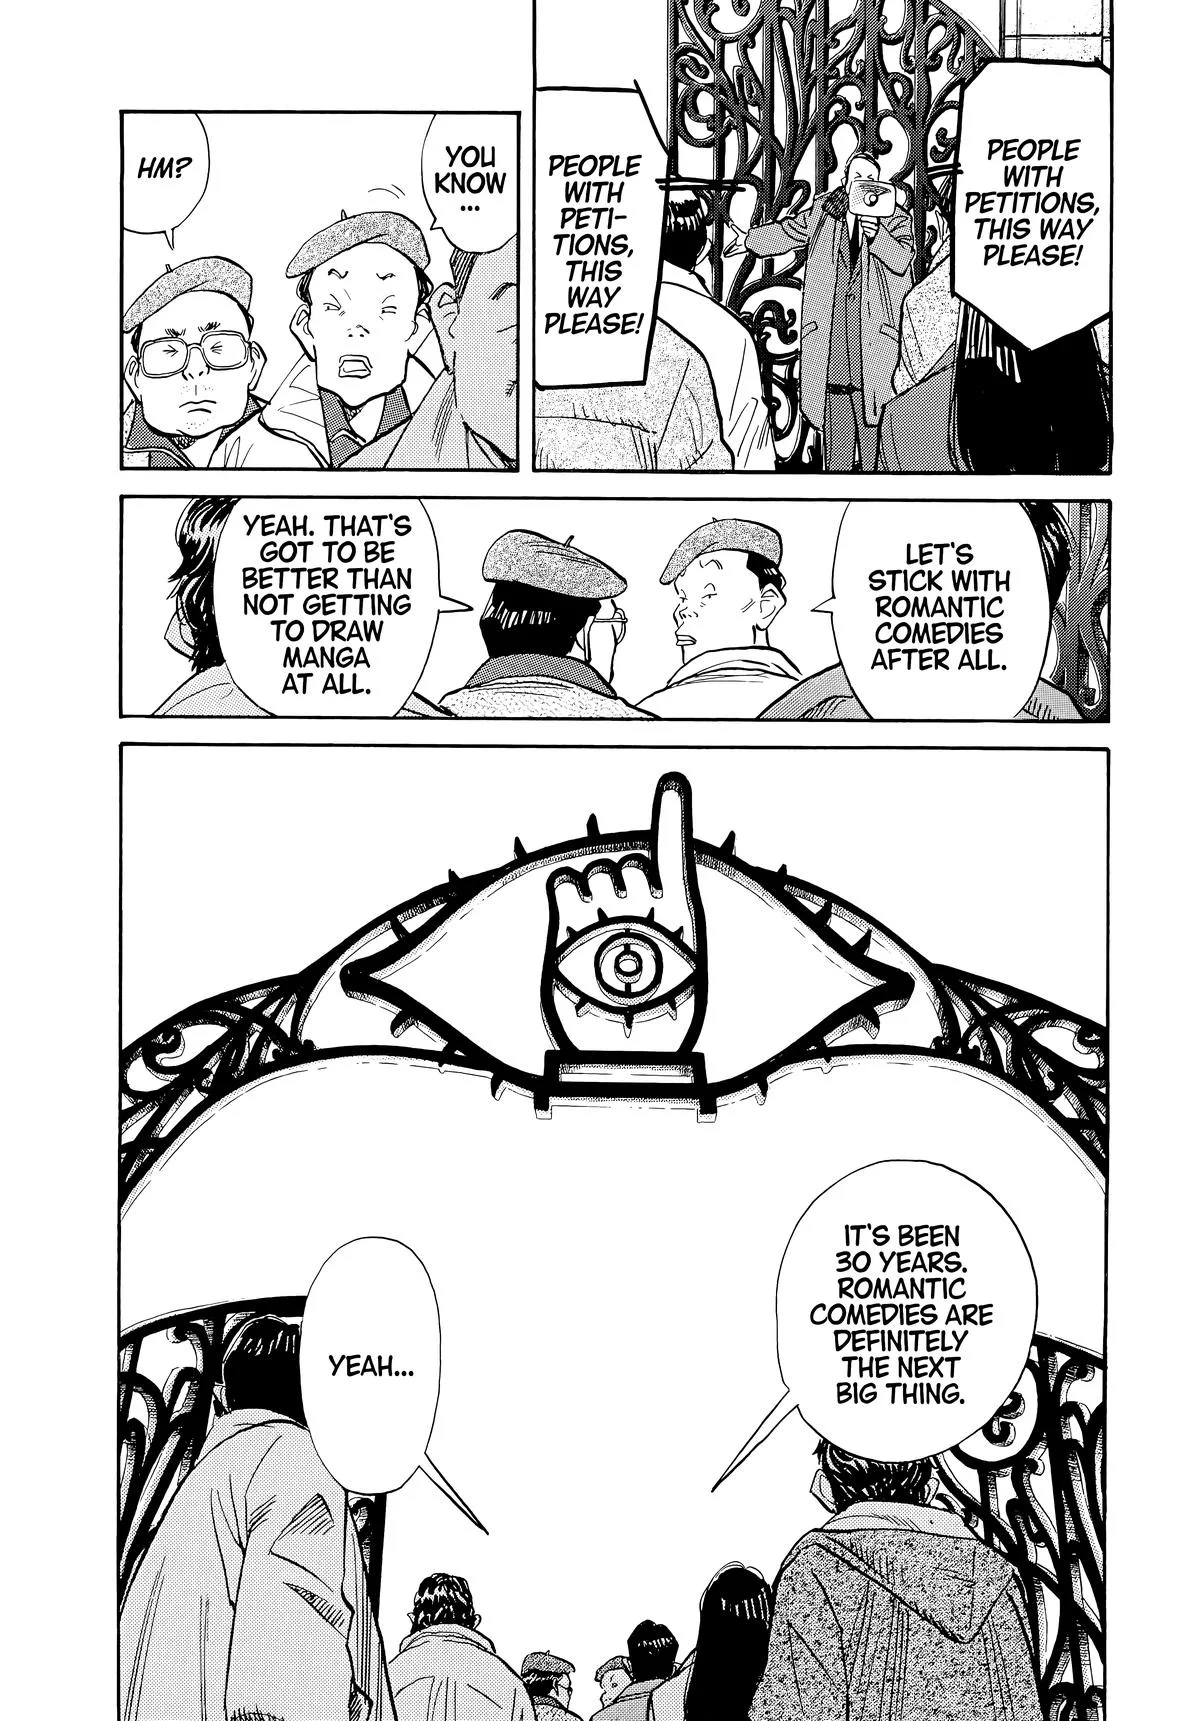 PEOPLE
WITH
PETITIONS,
THIS WAY
PLEASE!
PEOPLE
WITH
PETI-
TIONS,
THIS
WAY
PLEASE!
YOU
KNOW
...
HM?
LET'S
STICK WITH
ROMANTIC
COMEDIES
AFTER ALL.
YEAH. THAT'S
GOT TO BE
BETTER THAN
NOT GETTING
TO DRAW
MANGA
AT ALL.
IT'S BEEN
30 YEARS.
ROMANTIC
COMEDIES ARE
DEFINITELY
THE NEXT
BIG THING.
YEAH...